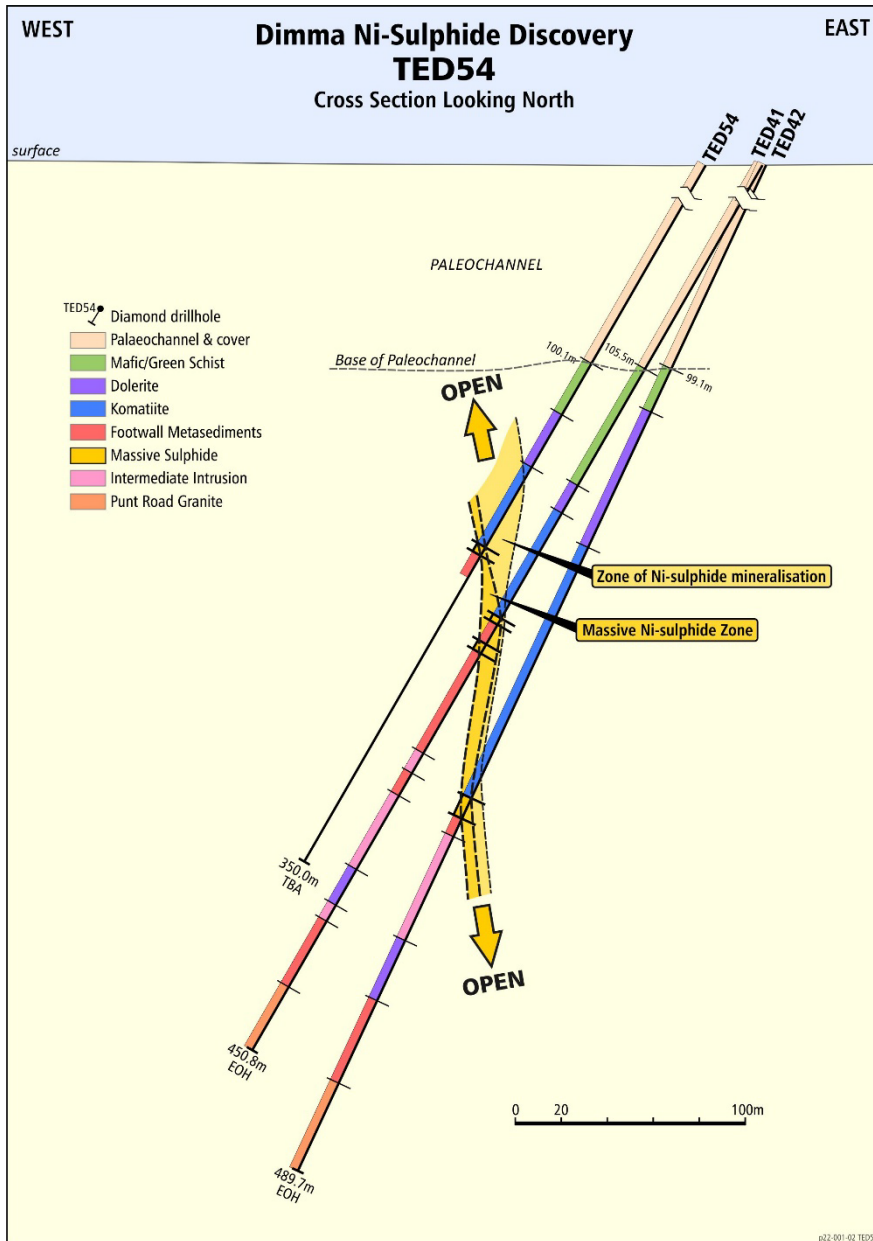 WEST
EAST
Dimma Ni-Sulphide Discovery
TED54
Cross Section Looking North
surface
TED54
TED41
TED42
PALEOCHANNEL
TED54
Diamond drillhole
Palaeochannel & cover
Mafic/Green Schist
Dolerite
Komatiite
Footwall Metasediments
Massive Sulphide
Intermediate Intrusion
Punt Road Granite
Base of Paleochannel
100.1m
105.5m
99.1m
OPEN
Zone of Ni-sulphide mineralisation
Massive Ni-sulphide Zone
350.0m
TBA
OPEN
450.8m
EOH
489.7m
EOH
0
20
100m